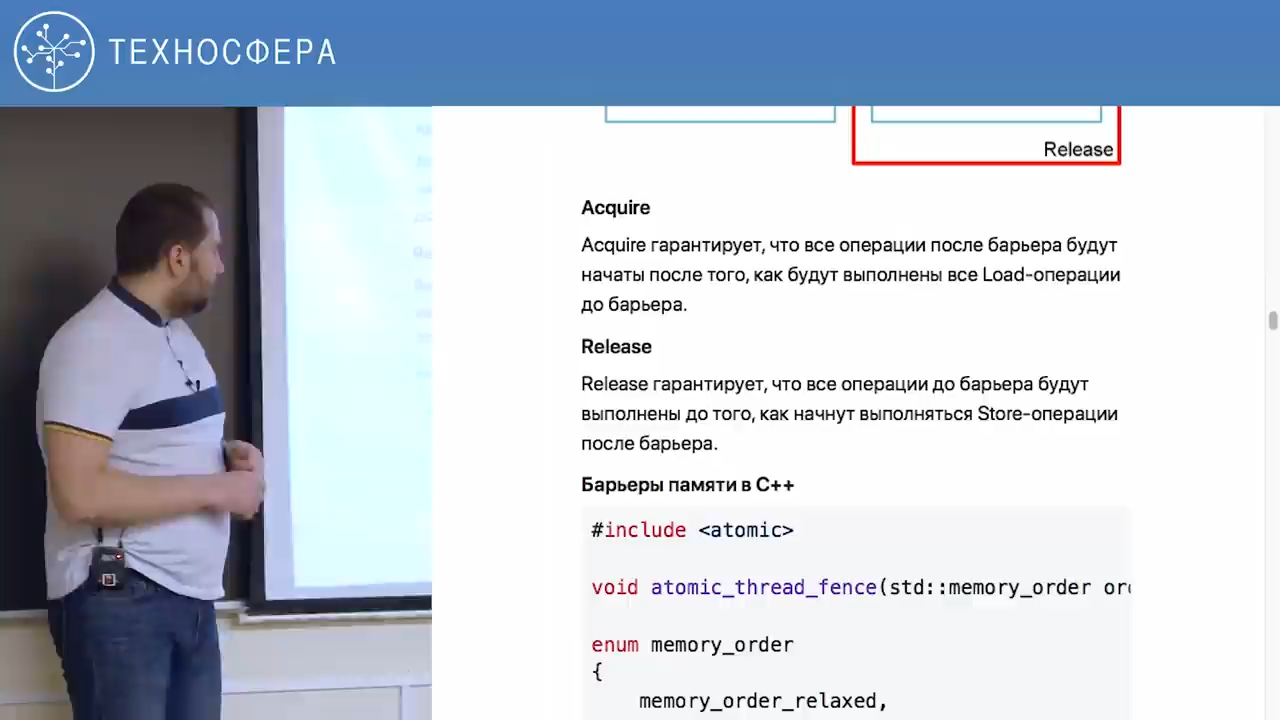 ТЕХНОСФЕРА
Release
Acquire
Acquire гарантирует, что все операции после барьера будут
начаты после того, как будут выполнены все Load-операции
до барьера.
Release
Release гарантирует, что все операции до барьера будут
выполнены до того, как начнут выполняться Store-операции
после барьера.
Барьеры памяти в C++
#include <atomic>
void atomic_thread_fence(std::memory_order
enum memory_order
{
memory_order_relaxed,